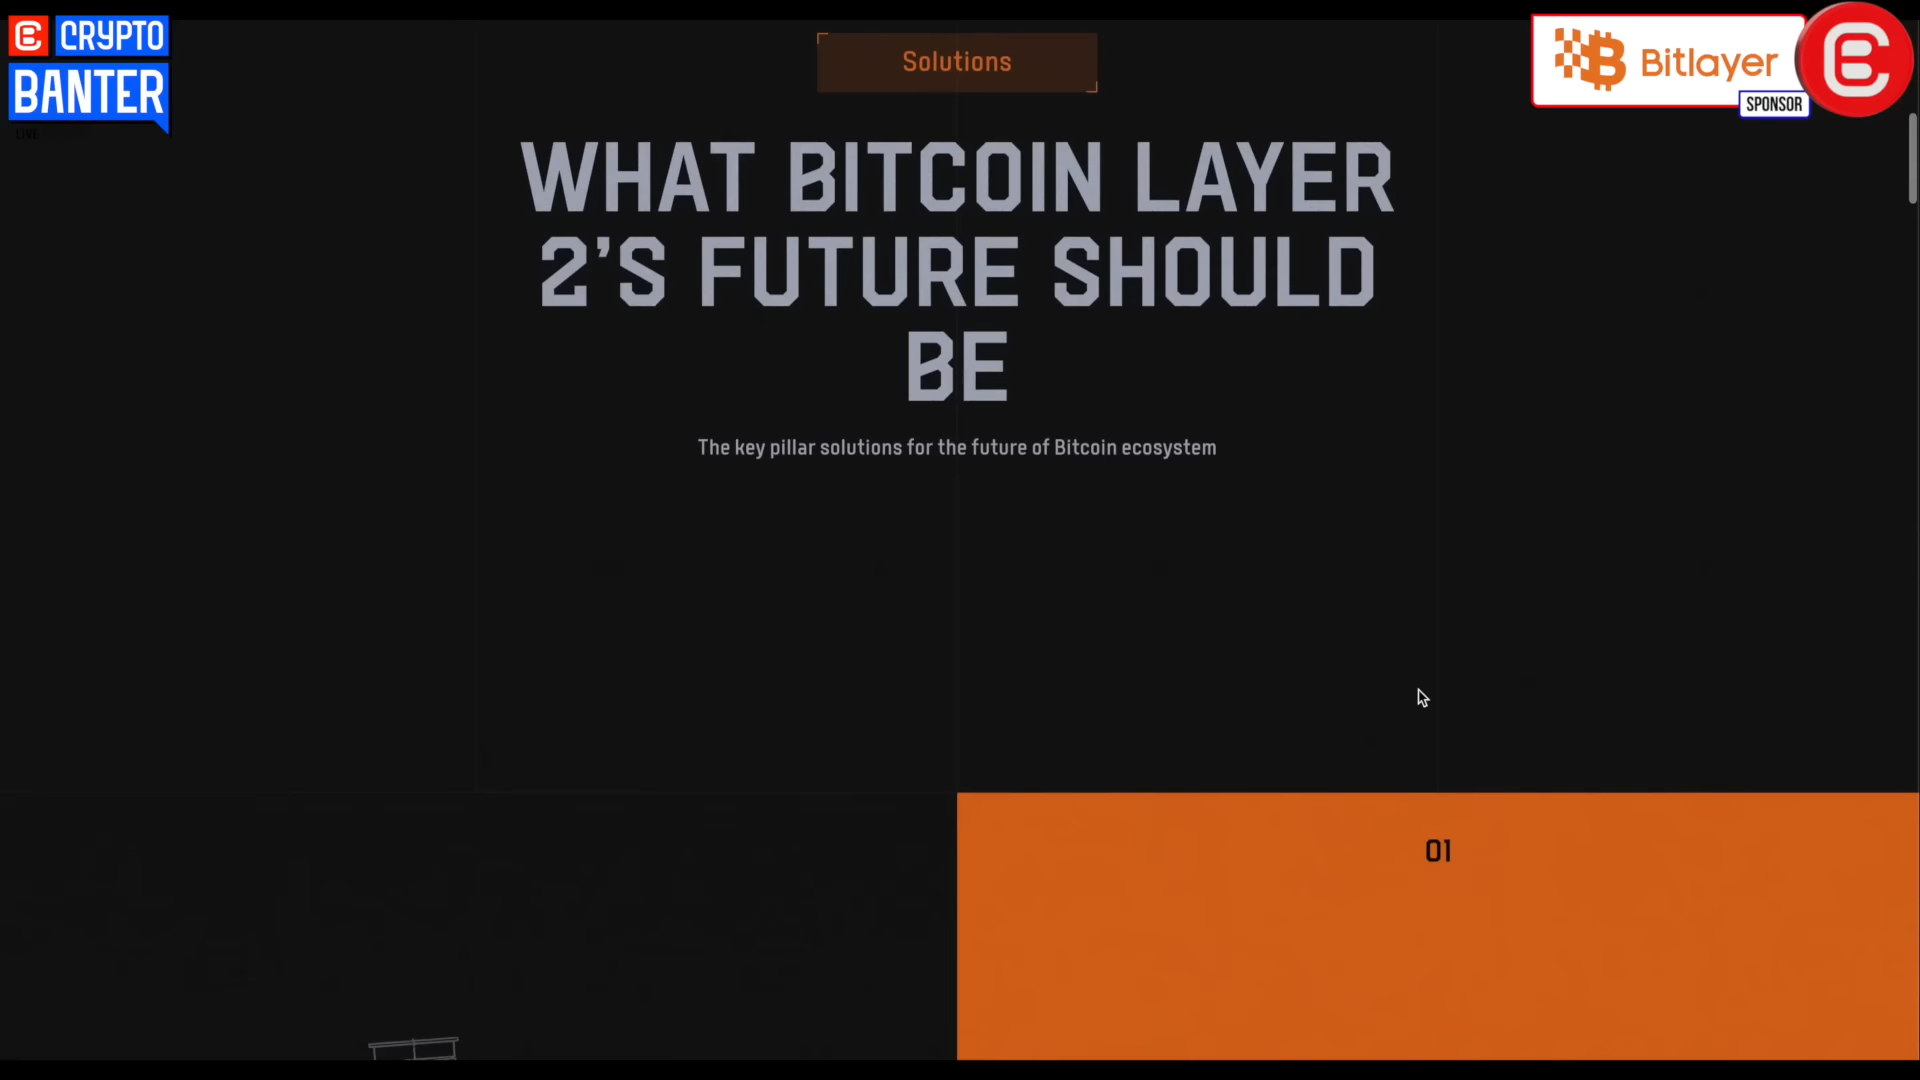 CRYPTO
BANTER
LIVE
Solutions
Bitlayer
SPONSOR
WHAT BITCOIN LAYER
2’S FUTURE SHOULD
BE
The key pillar solutions for the future of Bitcoin ecosystem
01